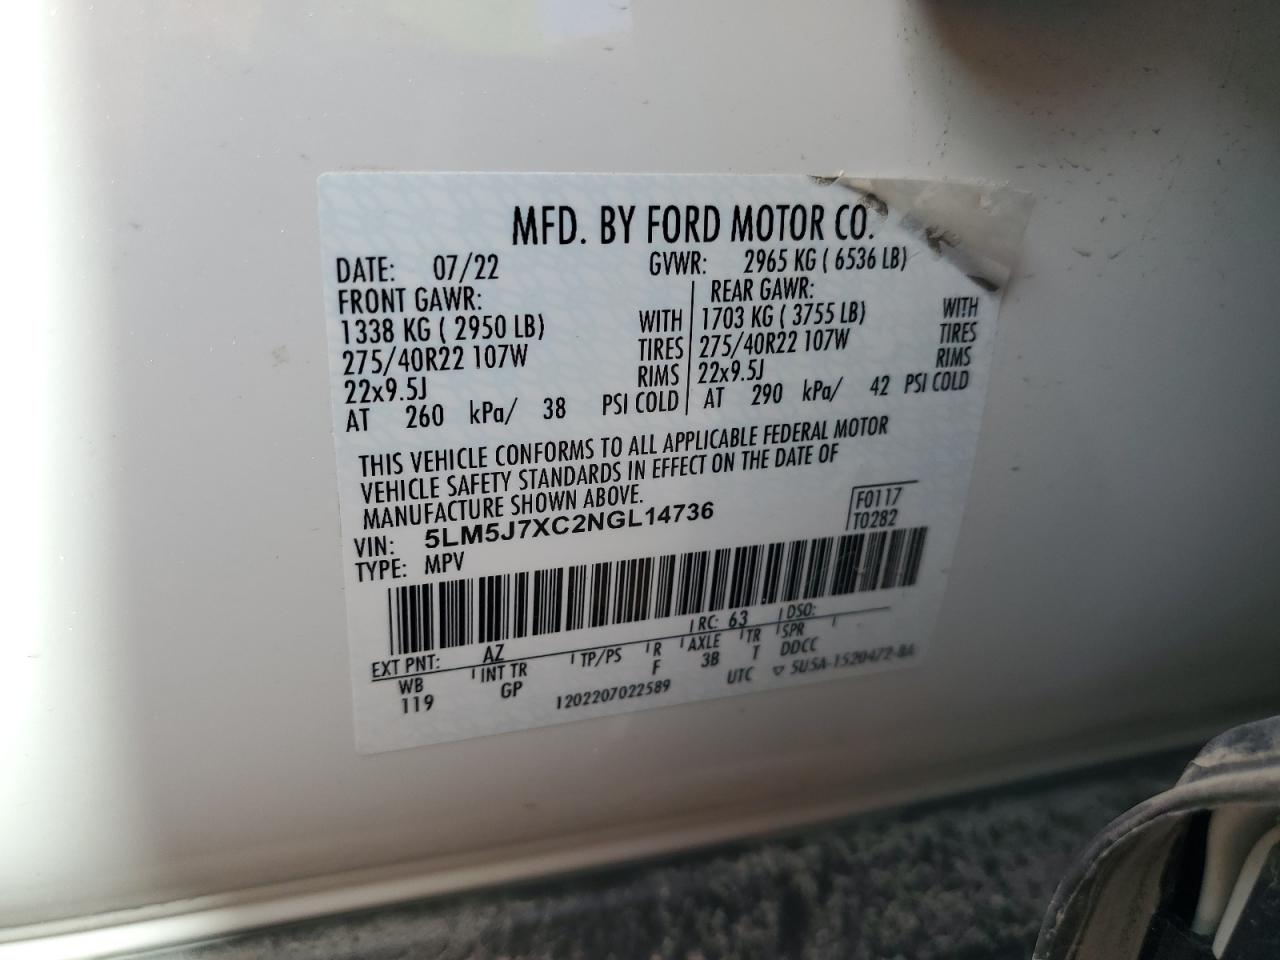 MFD. BY FORD MOTOR CO.
DATE: 07/22 GVWR: 2965 KG ( 6536 LB)
FRONT GAWR: REAR GAWR:
1338 KG ( 2950 LB) WITH 1703 KG ( 3755 LB) WITH
275/40R22 107W TIRES 275/40R22 107W TIRES
22x9.5J RIMS 22x9.5J RIMS
AT 260 kPa/ 38 PSI COLD AT 290 kPa/ 42 PSI COLD
THIS VEHICLE CONFORMS TO ALL APPLICABLE FEDERAL MOTOR
VEHICLE SAFETY STANDARDS IN EFFECT ON THE DATE OF
MANUFACTURE SHOWN ABOVE.
VIN: 5LM5J7XC2NGL14736 F0117
TYPE: MPV T0282
EXT PNT: AZ RC: 63 DSO:
WB INT TR TP/PS R AXLE TR SPR
119 GP F 3B T DDCC
1202207022589 UTC ▽ 5U5A-1520472-8A